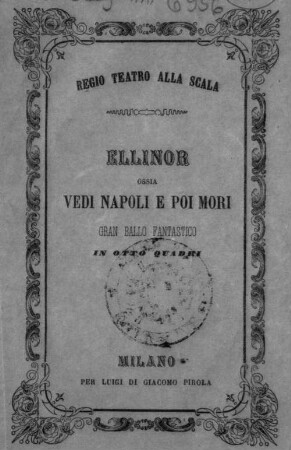 6956
REGIO TEATRO ALLA SCALA
ELLINOR
OSSIA
VEDI NAPOLI E POI MORI
GRAN BALLO FANTASTICO
IN OTTO QUADRI
MILANO
PER LUIGI DI GIACOMO PIROLA